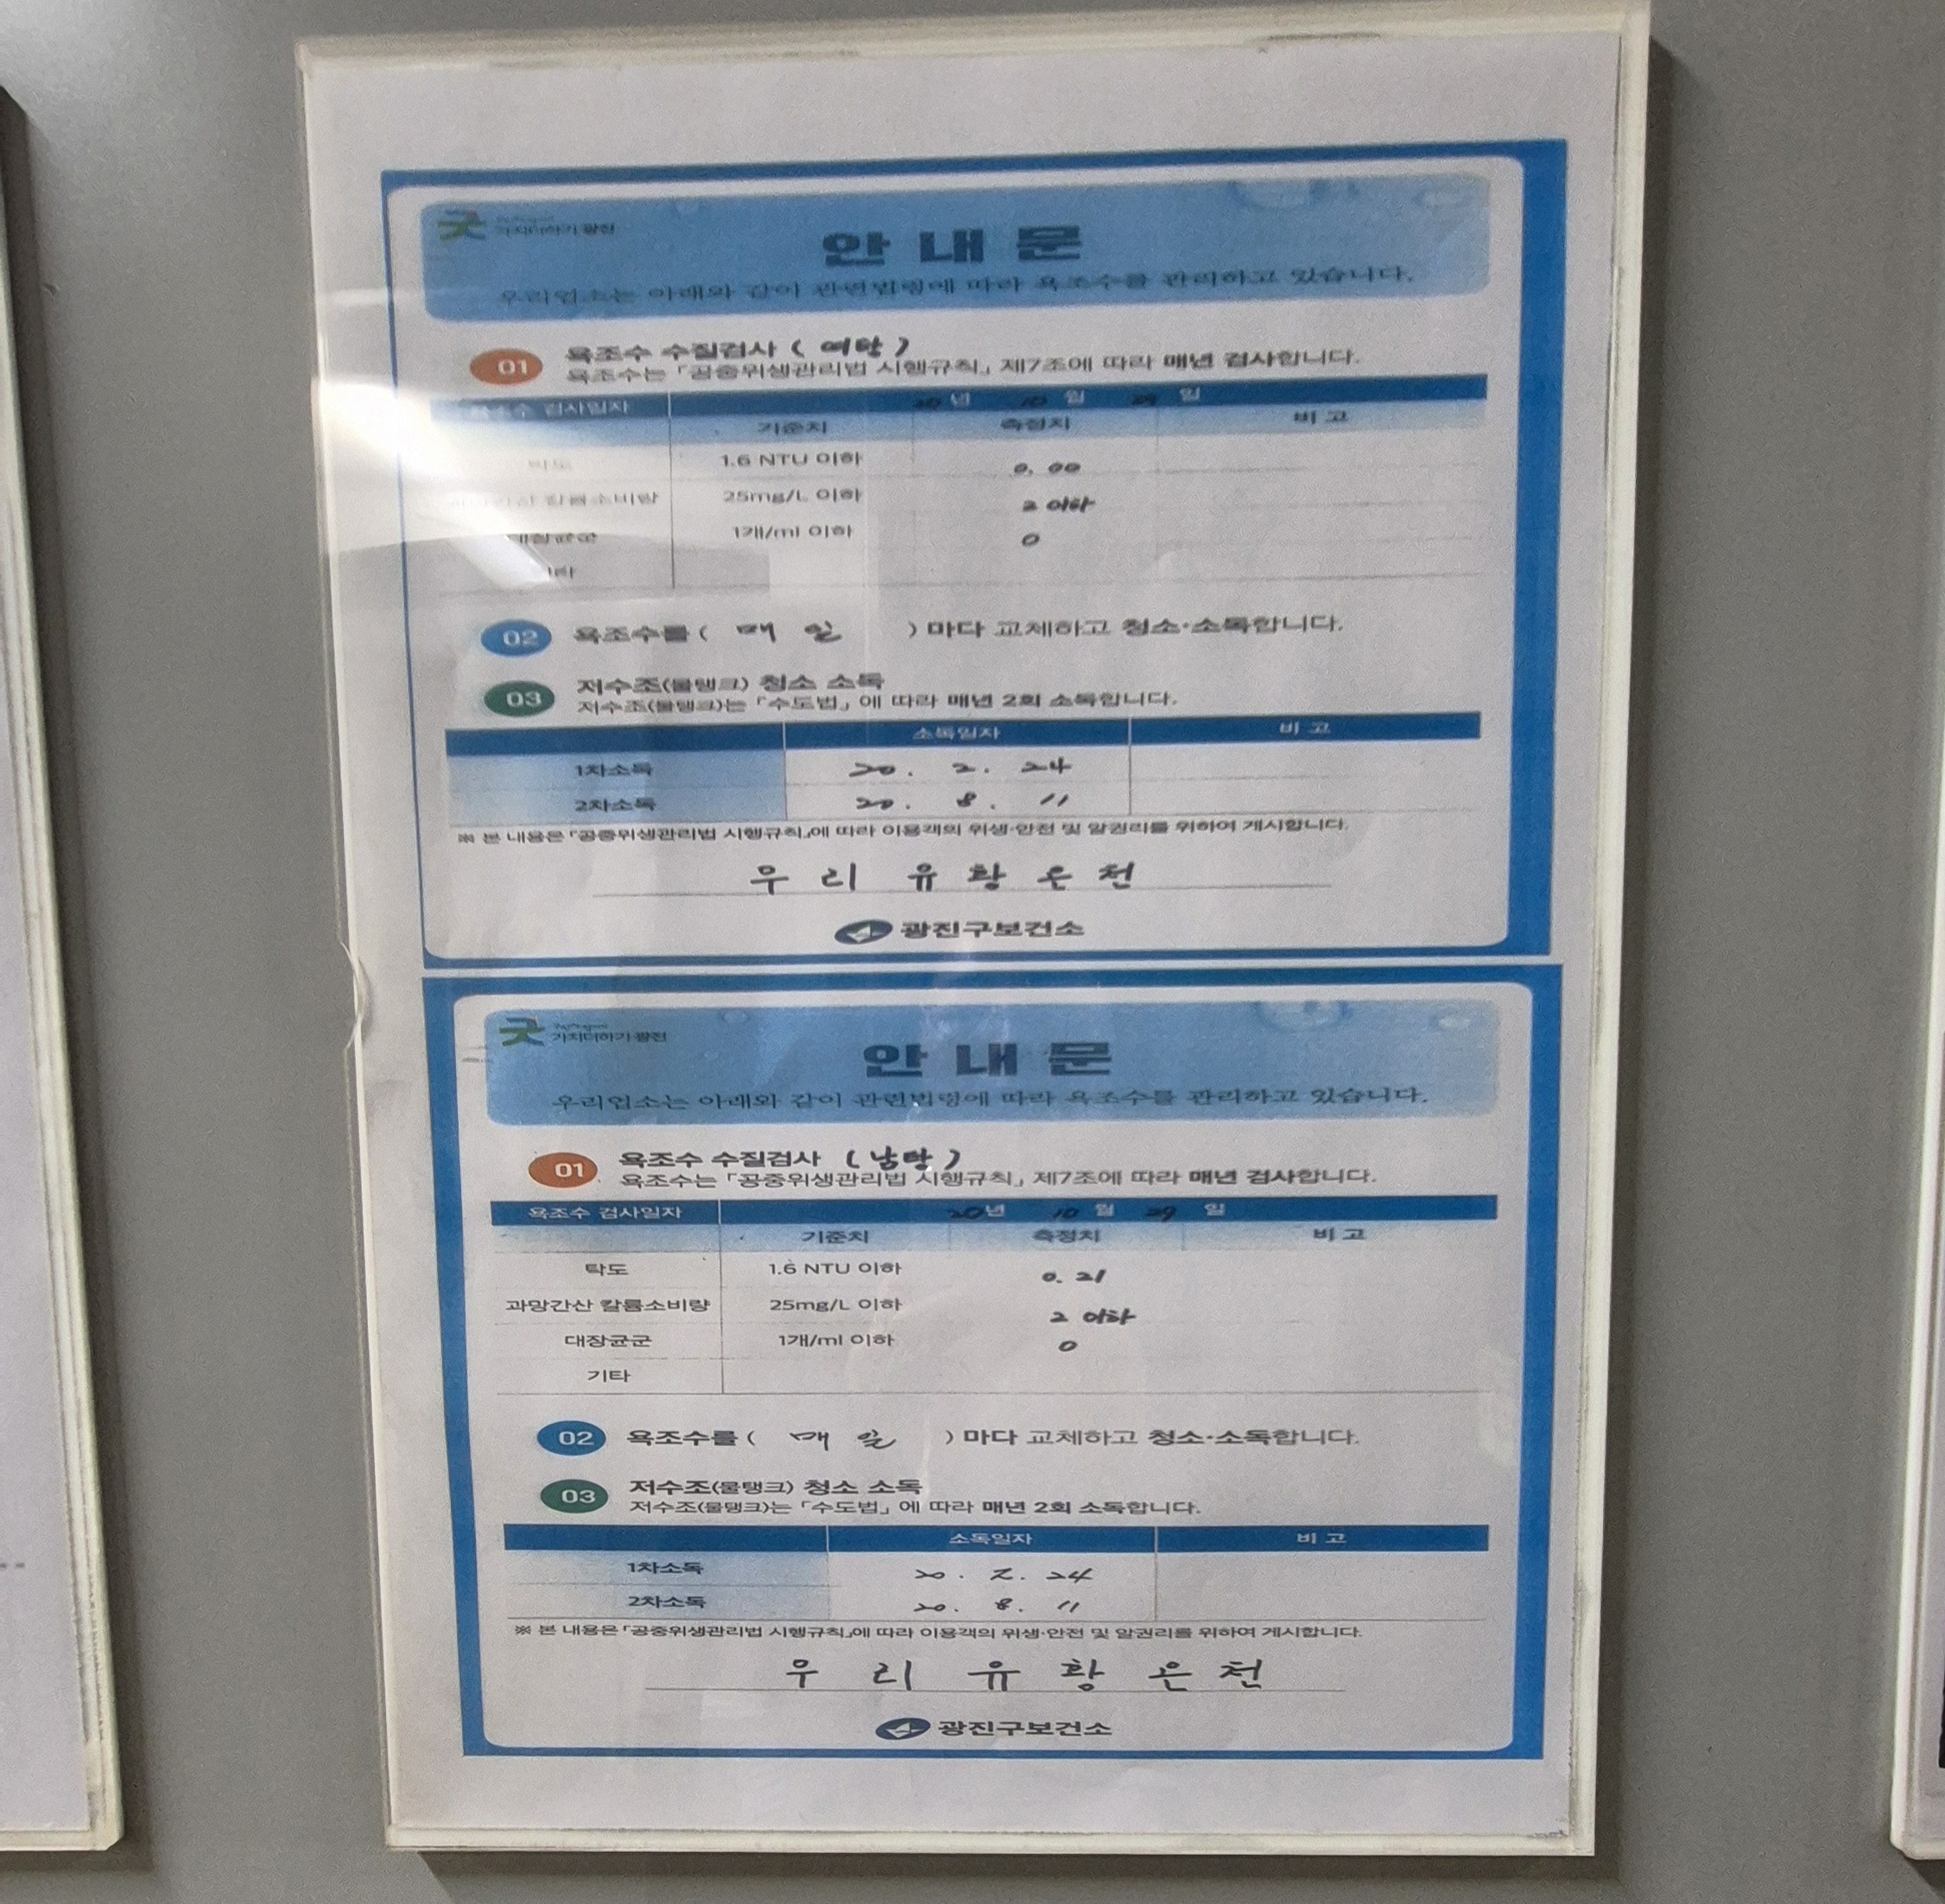 굿 가치더하기 광진
안내문
우리업소는 아래와 같이 관련법령에 따라 욕조수를 관리하고 있습니다.
01 욕조수 수질검사 (여탕)
욕조수는 「공중위생관리법 시행규칙」 제7조에 따라 매년 검사합니다.
욕조수 검사일자 20년 10월 29일
기준치 측정치 비고
탁도 1.6 NTU 이하 0.00
칼륨소비량 25mg/L 이하 2 이하
대장균군 1개/ml 이하 0
기타
02 욕조수를 ( 매일 ) 마다 교체하고 청소·소독합니다.
03 저수조(물탱크) 청소 소독
저수조(물탱크)는 「수도법」에 따라 매년 2회 소독합니다.
소독일자 비고
1차소독 20. 2. 24
2차소독 20. 8. 11
※ 본 내용은 「공중위생관리법 시행규칙」에 따라 이용객의 위생·안전 및 알권리를 위하여 게시합니다.
우리유황온천
광진구보건소
굿 가치더하기 광진
안내문
우리업소는 아래와 같이 관련법령에 따라 욕조수를 관리하고 있습니다.
01 욕조수 수질검사 (남탕)
욕조수는 「공중위생관리법 시행규칙」 제7조에 따라 매년 검사합니다.
욕조수 검사일자 20년 10월 29일
기준치 측정치 비고
탁도 1.6 NTU 이하 0.21
과망간산 칼륨소비량 25mg/L 이하 2 이하
대장균군 1개/ml 이하 0
기타
02 욕조수를 ( 매일 ) 마다 교체하고 청소·소독합니다.
03 저수조(물탱크) 청소 소독
저수조(물탱크)는 「수도법」에 따라 매년 2회 소독합니다.
소독일자 비고
1차소독 20. 2. 24
2차소독 20. 8. 11
※ 본 내용은 「공중위생관리법 시행규칙」에 따라 이용객의 위생·안전 및 알권리를 위하여 게시합니다.
우리유황온천
광진구보건소